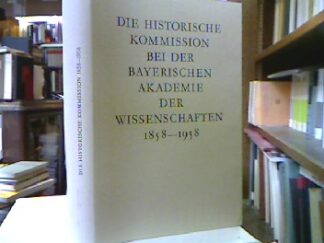 DIE HISTORISCHE
KOMMISSION
BEI DER
BAYERISCHEN
AKADEMIE
DER
WISSENSCHAFTEN
1858—1958
DIE HISTORISCHE KOMMISSION 1858-1958